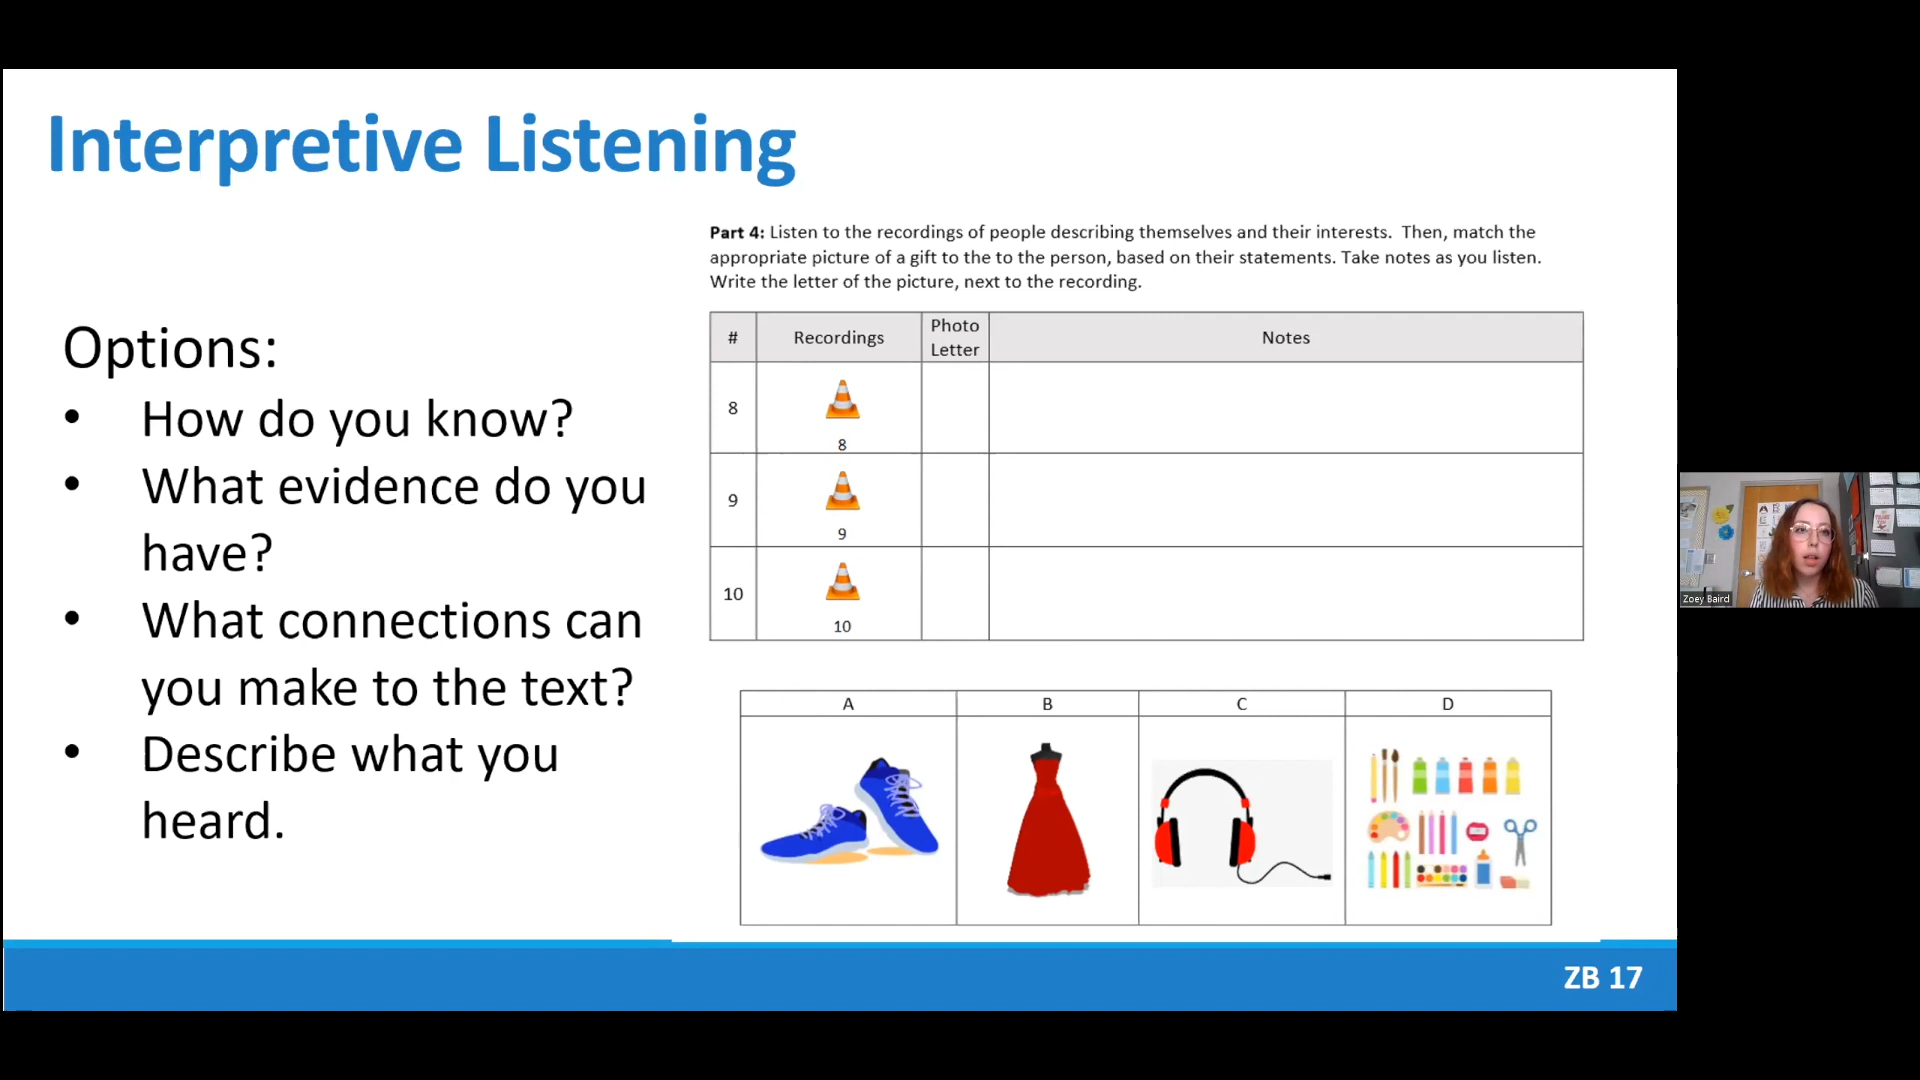 Interpretive Listening
Options:
• How do you know?
• What evidence do you
have?
• What connections can
you make to the text?
• Describe what you
heard.
Part 4: Listen to the recordings of people describing themselves and their interests. Then, match the
appropriate picture of a gift to the to the person, based on their statements. Take notes as you listen.
Write the letter of the picture, next to the recording.
# Recordings Photo Letter Notes
8 8
9 9
10 10
A B C D
ZB 17
Zoey Baird